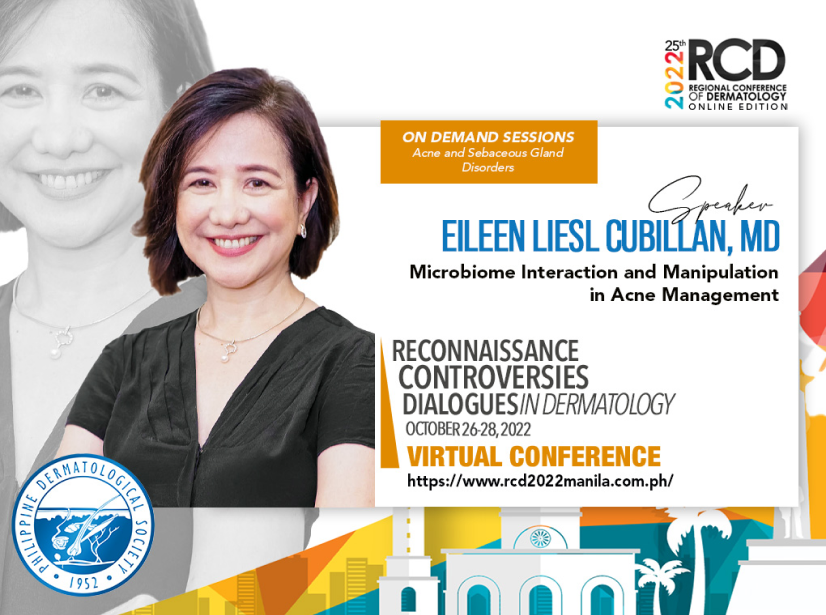 25th
2022
RCD
REGIONAL CONFERENCE
OF DERMATOLOGY
ONLINE EDITION
ON DEMAND SESSIONS
Acne and Sebaceous Gland
Disorders
Speaker
EILEEN LIESL CUBILLAN, MD
Microbiome Interaction and Manipulation
in Acne Management
RECONNAISSANCE
CONTROVERSIES
DIALOGUES IN DERMATOLOGY
OCTOBER 26-28, 2022
VIRTUAL CONFERENCE
https://www.rcd2022manila.com.ph/
PHILIPPINE DERMATOLOGICAL SOCIETY
• 1952 •